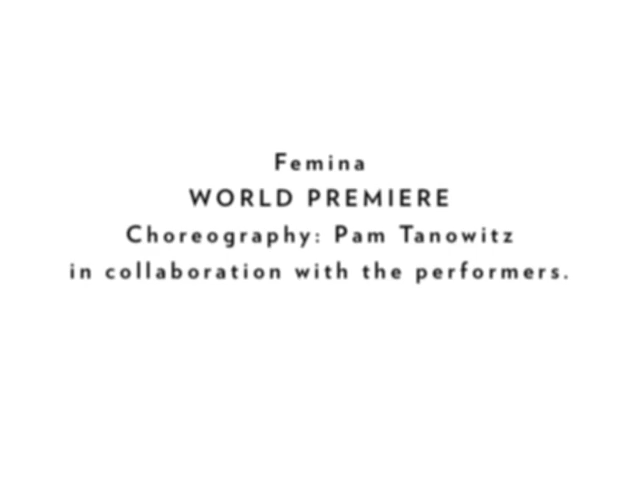 Femina
WORLD PREMIERE
Choreography: Pam Tanowitz
in collaboration with the performers.